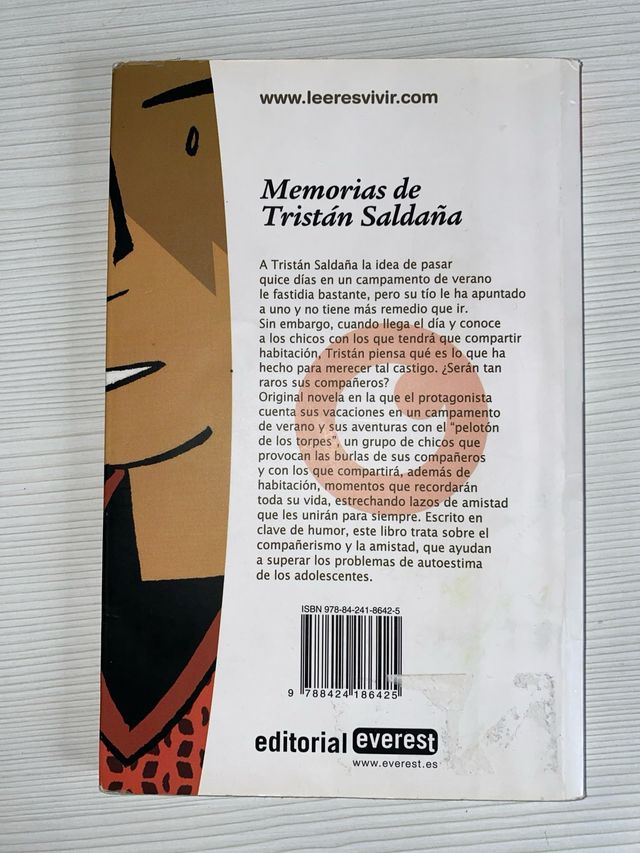 www.leeresvivir.com
Memorias de
Tristán Saldaña
A Tristán Saldaña la idea de pasar
quice días en un campamento de verano
le fastidia bastante, pero su tío le ha apuntado
a uno y no tiene más remedio que ir.
Sin embargo, cuando llega el día y conoce
a los chicos con los que tendrá que compartir
habitación, Tristán piensa qué es lo que ha
hecho para merecer tal castigo. ¿Serán tan
raros sus compañeros?
Original novela en la que el protagonista
cuenta sus vacaciones en un campamento
de verano y sus aventuras con el "pelotón
de los torpes", un grupo de chicos que
provocan las burlas de sus compañeros
y con los que compartirá, además de
habitación, momentos que recordarán
toda su vida, estrechando lazos de amistad
que les unirán para siempre. Escrito en
clave de humor, este libro trata sobre el
compañerismo y la amistad, que ayudan
a superar los problemas de autoestima
de los adolescentes.
ISBN 978-84-241-8642-5
9 788424 186425
editorial everest
www.everest.es